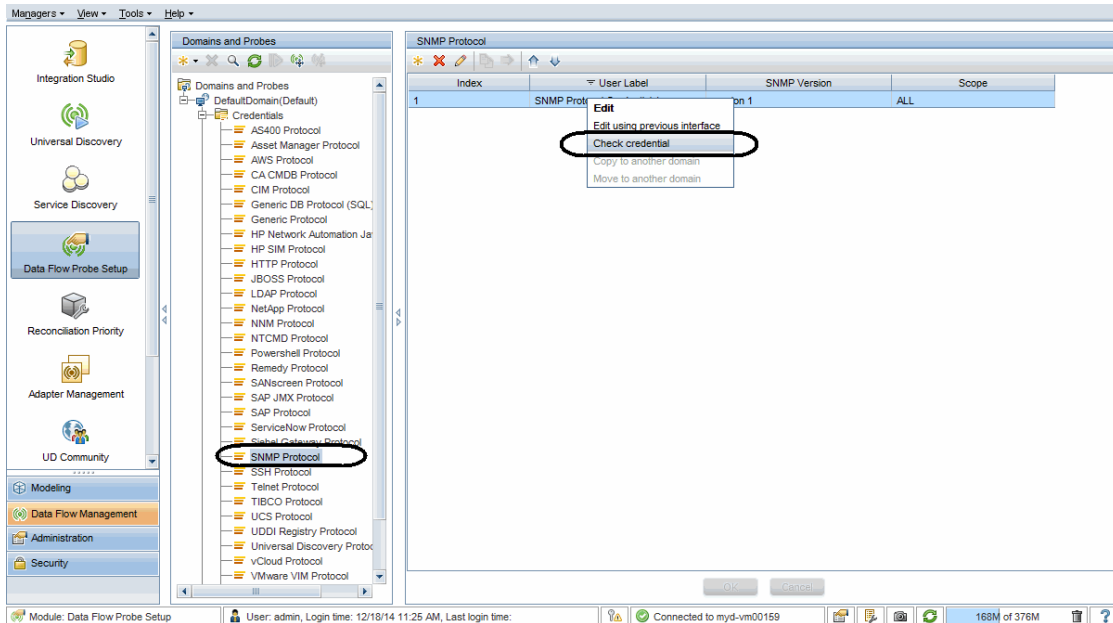 Managers View Tools Help
Integration Studio
Universal Discovery
Service Discovery
Data Flow Probe Setup
Reconciliation Priority
Adapter Management
UD Community
Modeling
Data Flow Management
Administration
Security
Domains and Probes
Domains and Probes
DefaultDomain(Default)
Credentials
AS400 Protocol
Asset Manager Protocol
AWS Protocol
CA CMDB Protocol
CIM Protocol
Generic DB Protocol (SQL)
Generic Protocol
HP Network Automation Ja
HP SIM Protocol
HTTP Protocol
JBOSS Protocol
LDAP Protocol
NetApp Protocol
NNM Protocol
NTCMD Protocol
Powershell Protocol
Remedy Protocol
SANscreen Protocol
SAP JMX Protocol
SAP Protocol
ServiceNow Protocol
Siebel Gateway Protocol
SNMP Protocol
SSH Protocol
Telnet Protocol
TIBCO Protocol
UCS Protocol
UDDI Registry Protocol
Universal Discovery Protoc
vCloud Protocol
VMware VIM Protocol
SNMP Protocol
Index User Label SNMP Version Scope
1 SNMP ion 1 ALL
Edit
Edit using previous interface
Check credential
Copy to another domain
Move to another domain
OK Cancel
Module: Data Flow Probe Setup User: admin, Login time: 12/18/14 11:25 AM, Last login time: Connected to myd-vm00159 168M of 376M